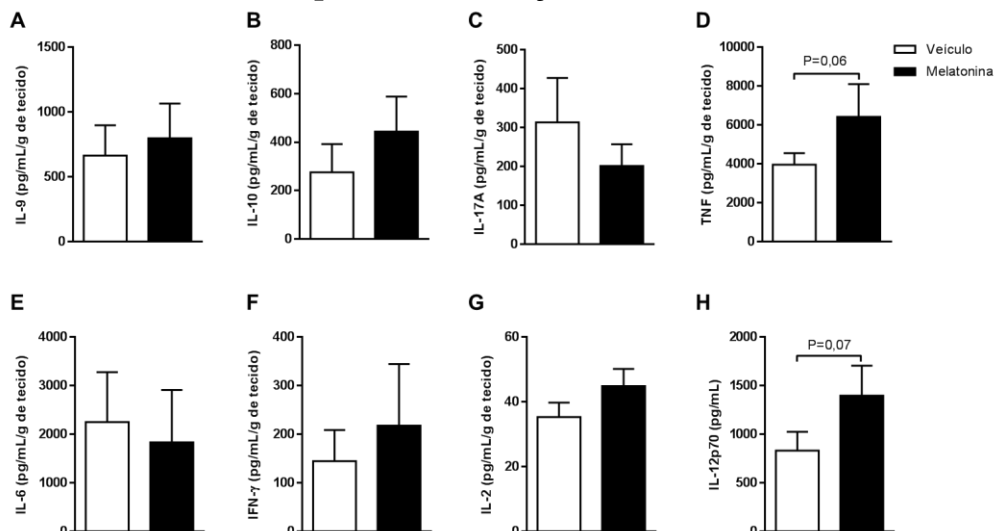 A
B
C
D
IL-9 (pg/mL/g de tecido)
1500
1000
500
0
IL-10 (pg/mL/g de tecido)
800
600
400
200
0
IL-17A (pg/mL/g de tecido)
500
400
300
200
100
0
TNF (pg/mL/g de tecido)
10000
8000
6000
4000
2000
0
P=0,06
Veículo
Melatonina
E
F
G
H
IL-6 (pg/mL/g de tecido)
4000
3000
2000
1000
0
IFN-γ (pg/mL/g de tecido)
400
300
200
100
0
IL-2 (pg/mL/g de tecido)
60
40
20
0
IL-12p70 (pg/mL)
2000
1500
1000
500
0
P=0,07